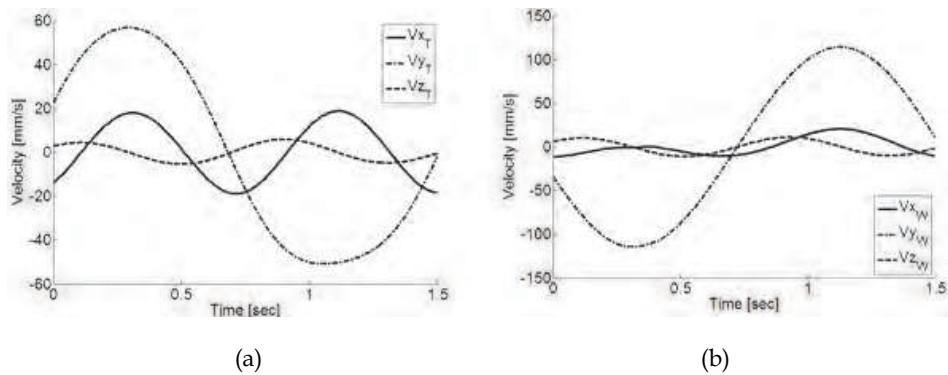 60
40
20
0
-20
-40
-60
Velocity [mm/s]
0
0.5
1
1.5
Time [sec]
Vx_T
Vy_T
Vz_T
(a)
150
100
50
0
-50
-100
-150
Velocity [mm/s]
0
0.5
1
1.5
Time [sec]
Vx_W
Vy_W
Vz_W
(b)